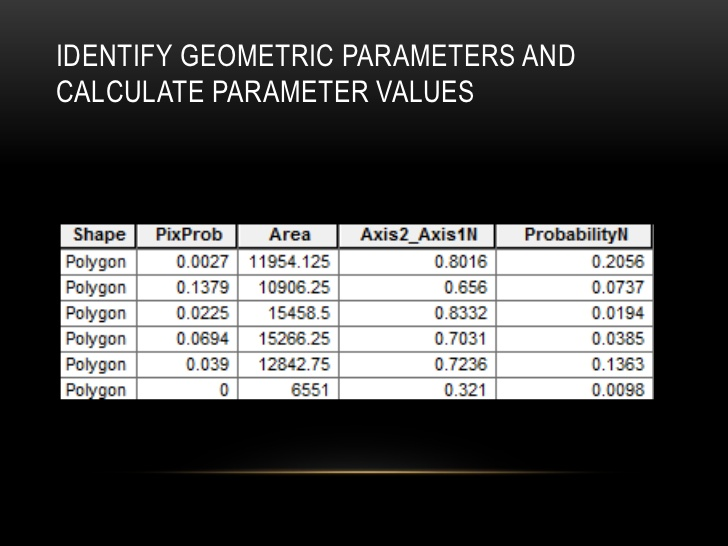 IDENTIFY GEOMETRIC PARAMETERS AND
CALCULATE PARAMETER VALUES
Shape PixProb Area Axis2_Axis1N ProbabilityN
Polygon 0.0027 11954.125 0.8016 0.2056
Polygon 0.1379 10906.25 0.656 0.0737
Polygon 0.0225 15458.5 0.8332 0.0194
Polygon 0.0694 15266.25 0.7031 0.0385
Polygon 0.039 12842.75 0.7236 0.1363
Polygon 0 6551 0.321 0.0098